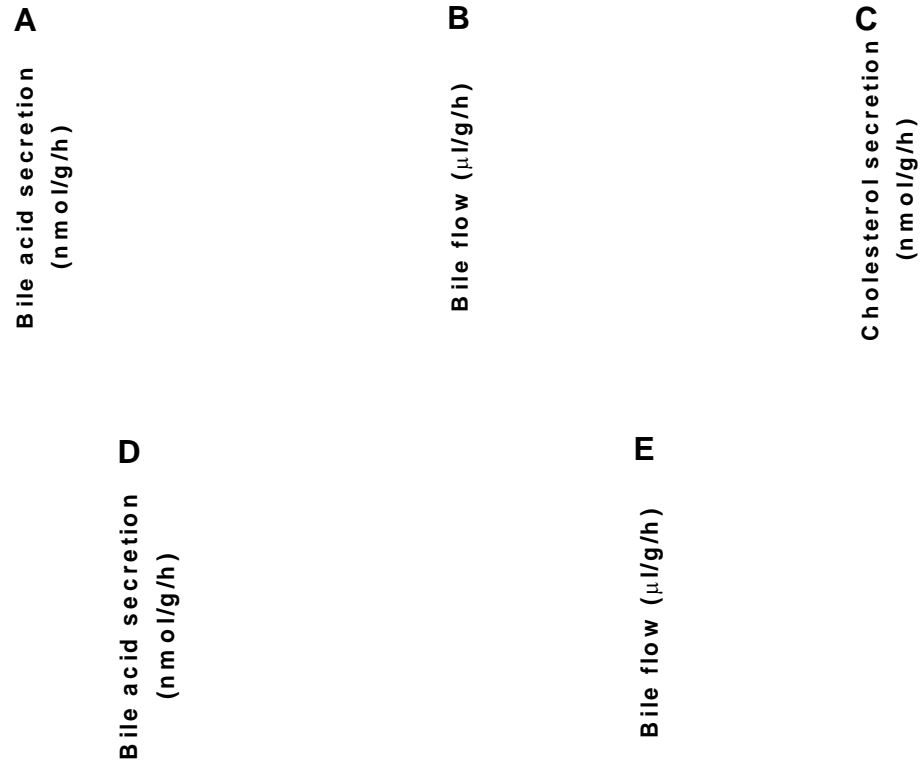 A
Bile acid secretion
(nmol/g/h)
B
Bile flow (μl/g/h)
C
Cholesterol secretion
(nmol/g/h)
D
Bile acid secretion
(nmol/g/h)
E
Bile flow (μl/g/h)